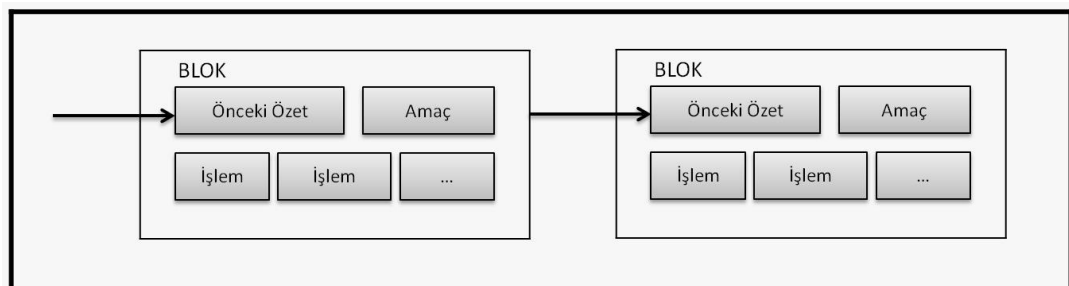 BLOK
Önceki Özet Amaç
İşlem İşlem ...
BLOK
Önceki Özet Amaç
İşlem İşlem ...